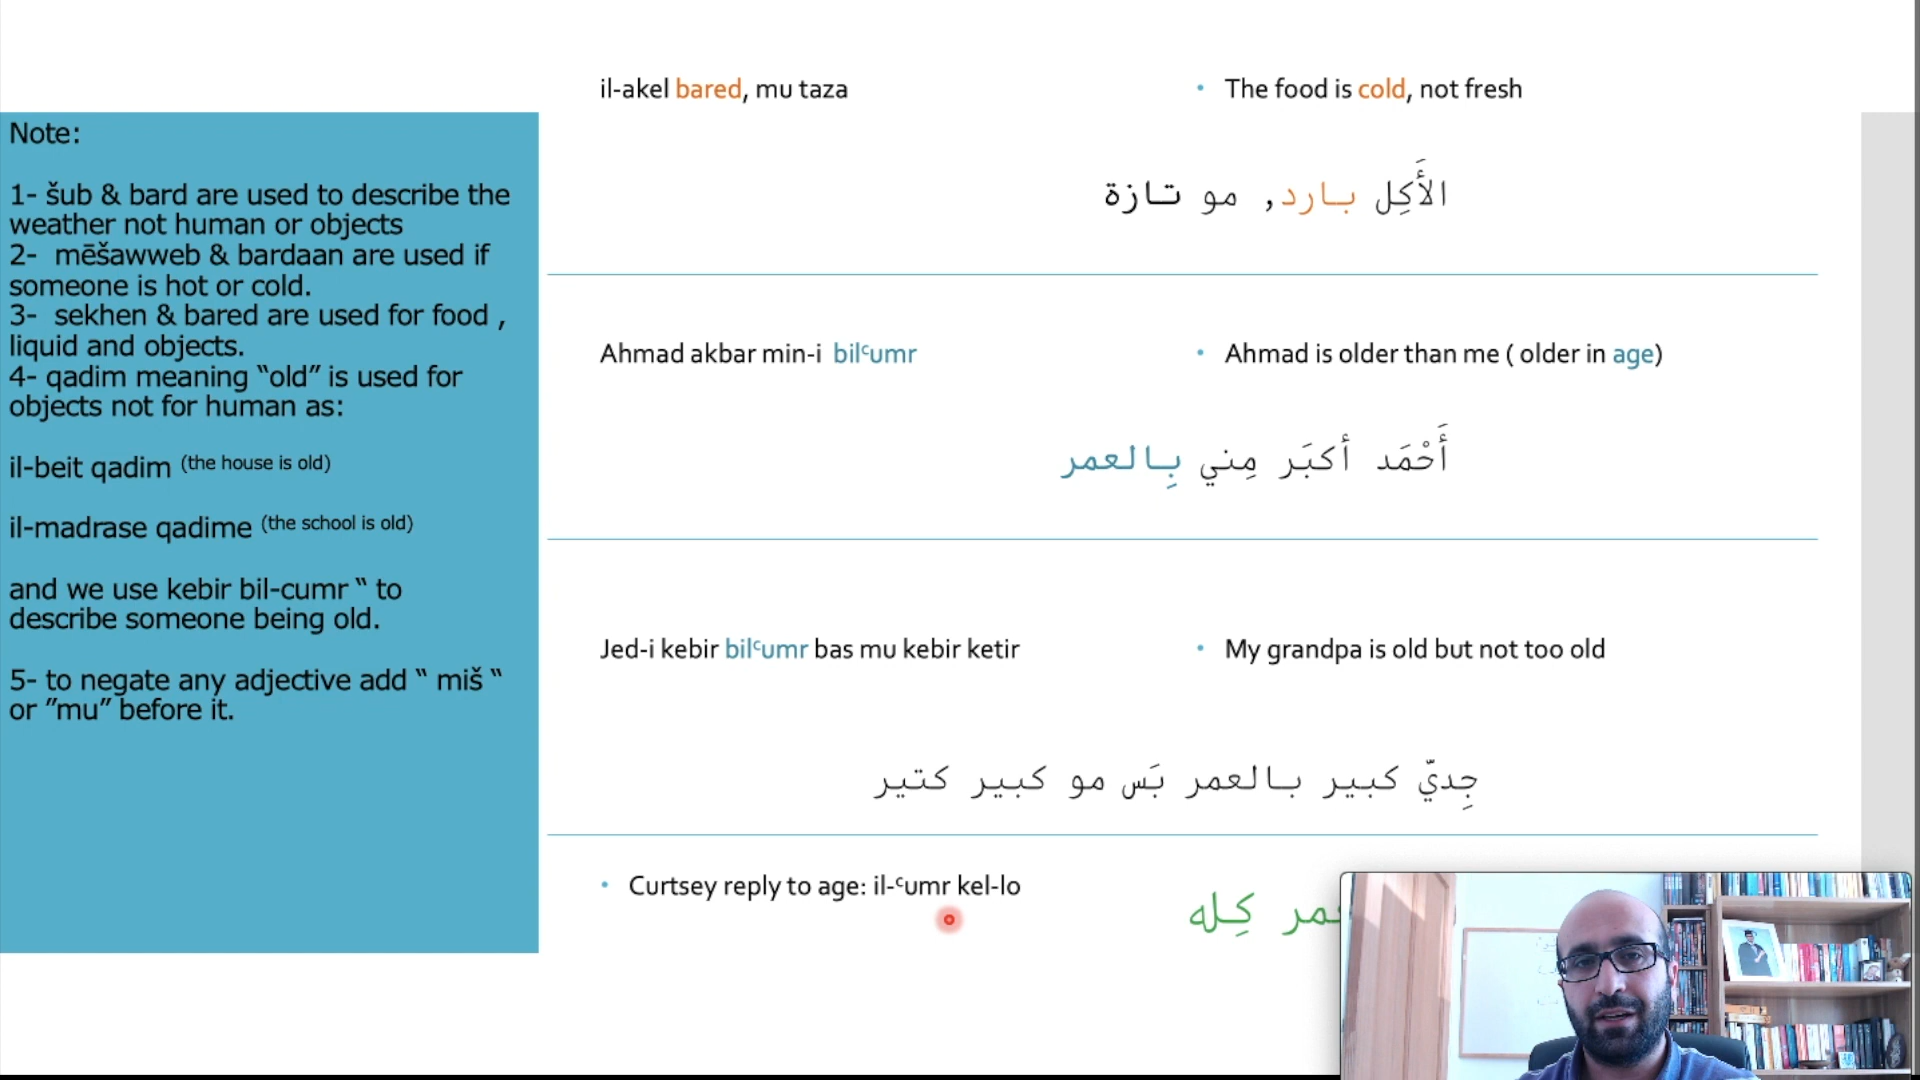 il-akel bared, mu taza
• The food is cold, not fresh
الأَكِل بارد, مو تازة
Note:
1- šub & bard are used to describe the
weather not human or objects
2-  mēšawweb & bardaan are used if
someone is hot or cold.
3-  sekhen & bared are used for food ,
liquid and objects.
4- qadim meaning “old” is used for
objects not for human as:
il-beit qadim (the house is old)
il-madrase qadime (the school is old)
and we use kebir bil-cumr “ to
describe someone being old.
5- to negate any adjective add “ miš “
or ”mu” before it.
Ahmad akbar min-i  bilᶜumr
• Ahmad is older than me ( older in age)
أَحْمَد أكبَر مِني بِالعمر
Jed-i kebir bilᶜumr bas mu kebir ketir
• My grandpa is old but not too old
جِديّ كبير بالعمر بَس مو كبير كتير
• Curtsey reply to age: il-ᶜumr kel-lo
كِله